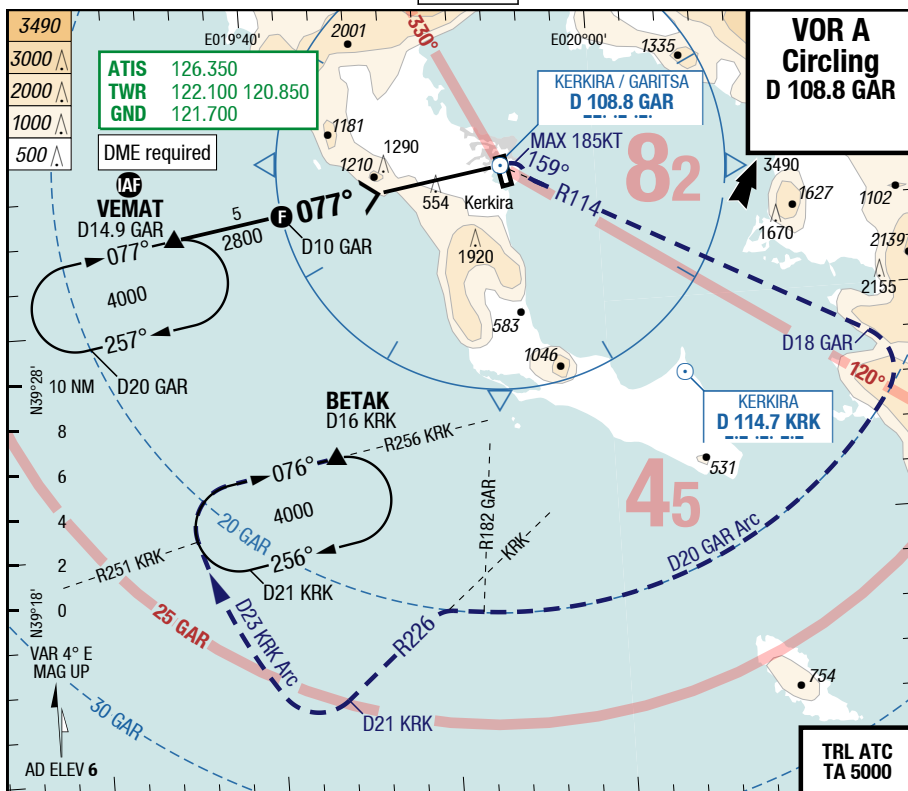 3490
3000
2000
1000
500
2001
E019°40'
330°
E020°00'
1335
VOR A
Circling
D 108.8 GAR
ATIS 126.350
TWR 122.100 120.850
GND 121.700
KERKIRA / GARITSA
D 108.8 GAR
DME required
1181
1290
1210
MAX 185KT
159°
82
3490
1627
1102
IAF
VEMAT
D14.9 GAR
5
2800
F
077°
D10 GAR
554
Kerkira
R114
1670
2139
2155
077°
4000
257°
D20 GAR
1920
583
1046
D18 GAR
120°
N39°28'
10 NM
8
6
4
2
0
N39°18'
BETAK
D16 KRK
R256 KRK
KERKIRA
D 114.7 KRK
531
076°
4000
256°
D21 KRK
20 GAR
R182 GAR
KRK
45
D20 GAR Arc
R251 KRK
D23 KRK Arc
R226
25 GAR
D21 KRK
30 GAR
754
VAR 4° E
MAG UP
AD ELEV 6
TRL ATC
TA 5000